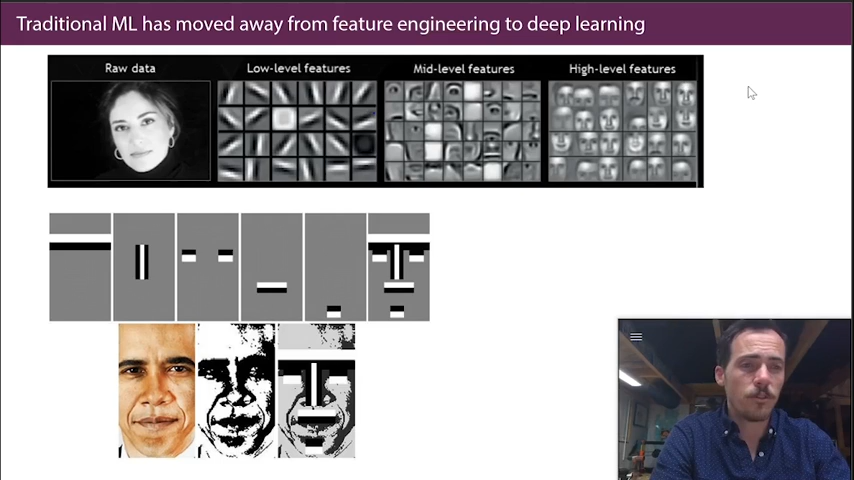 Traditional ML has moved away from feature engineering to deep learning
Raw data
Low-level features
Mid-level features
High-level features